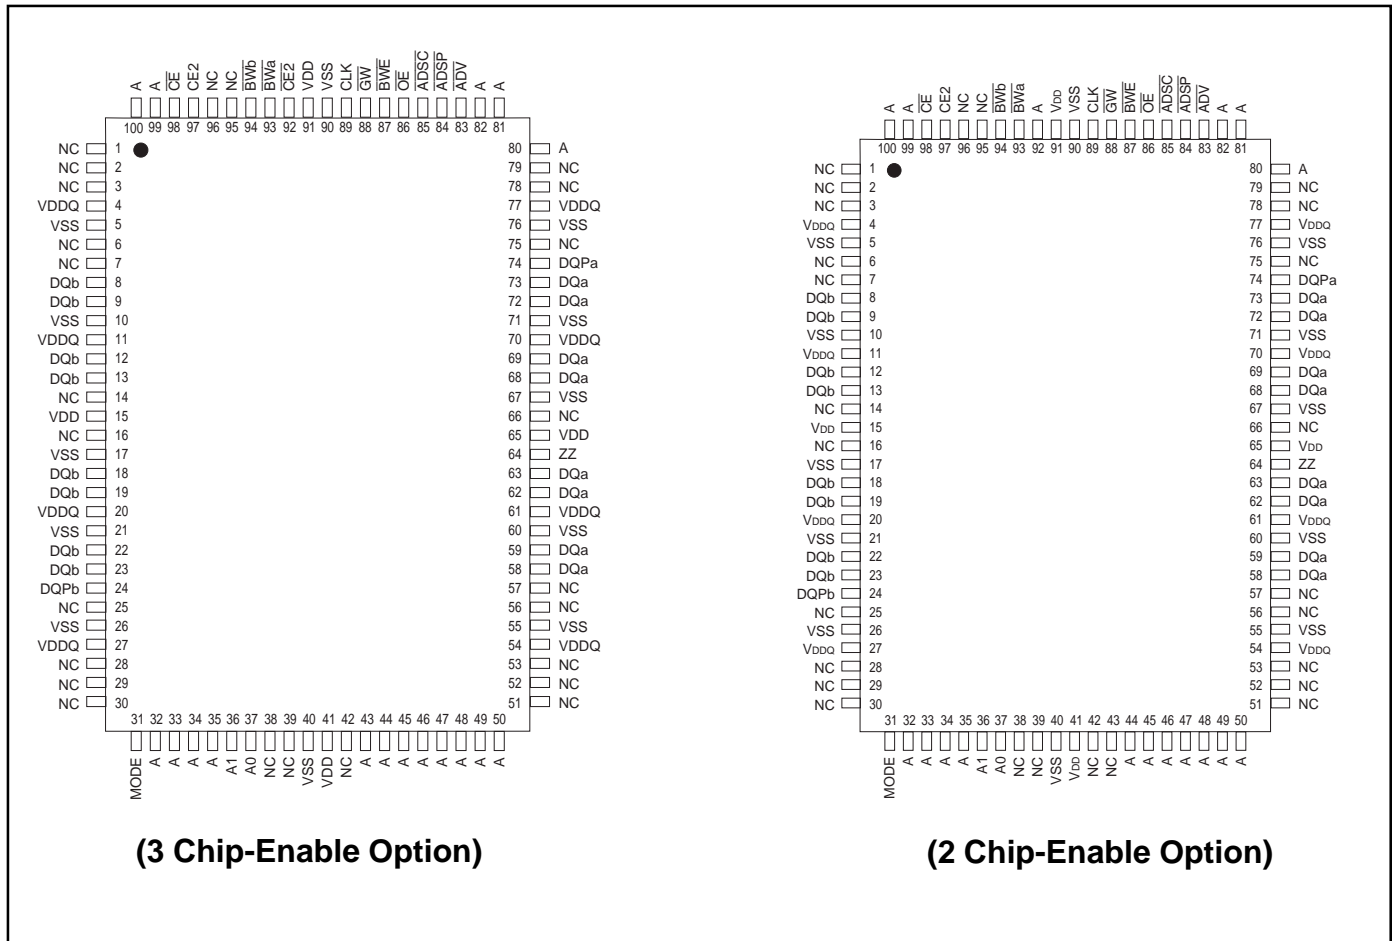 A A CE CE2 NC NC BWb BWa CE2 VDD VSS CLK GW BWE OE ADSC ADSP ADV A A
100 99 98 97 96 95 94 93 92 91 90 89 88 87 86 85 84 83 82 81
NC 1 80 A
NC 2 79 NC
NC 3 78 NC
VDDQ 4 77 VDDQ
VSS 5 76 VSS
NC 6 75 NC
NC 7 74 DQPa
DQb 8 73 DQa
DQb 9 72 DQa
VSS 10 71 VSS
VDDQ 11 70 VDDQ
DQb 12 69 DQa
DQb 13 68 DQa
NC 14 67 VSS
VDD 15 66 NC
NC 16 65 VDD
VSS 17 64 ZZ
DQb 18 63 DQa
DQb 19 62 DQa
VDDQ 20 61 VDDQ
VSS 21 60 VSS
DQb 22 59 DQa
DQb 23 58 DQa
DQPb 24 57 NC
NC 25 56 NC
VSS 26 55 VSS
VDDQ 27 54 VDDQ
NC 28 53 NC
NC 29 52 NC
NC 30 51 NC
31 32 33 34 35 36 37 38 39 40 41 42 43 44 45 46 47 48 49 50
MODE A A A A A1 A0 NC NC VSS VDD NC A A A A A A A A
(3 Chip-Enable Option)
A A CE CE2 NC NC BWb BWa A VDD VSS CLK GW BWE OE ADSC ADSP ADV A A
100 99 98 97 96 95 94 93 92 91 90 89 88 87 86 85 84 83 82 81
NC 1 80 A
NC 2 79 NC
NC 3 78 NC
VDDQ 4 77 VDDQ
VSS 5 76 VSS
NC 6 75 NC
NC 7 74 DQPa
DQb 8 73 DQa
DQb 9 72 DQa
VSS 10 71 VSS
VDDQ 11 70 VDDQ
DQb 12 69 DQa
DQb 13 68 DQa
NC 14 67 VSS
VDD 15 66 NC
NC 16 65 VDD
VSS 17 64 ZZ
DQb 18 63 DQa
DQb 19 62 DQa
VDDQ 20 61 VDDQ
VSS 21 60 VSS
DQb 22 59 DQa
DQb 23 58 DQa
DQPb 24 57 NC
NC 25 56 NC
VSS 26 55 VSS
VDDQ 27 54 VDDQ
NC 28 53 NC
NC 29 52 NC
NC 30 51 NC
31 32 33 34 35 36 37 38 39 40 41 42 43 44 45 46 47 48 49 50
MODE A A A A A1 A0 NC NC VSS VDD NC NC A A A A A A A
(2 Chip-Enable Option)